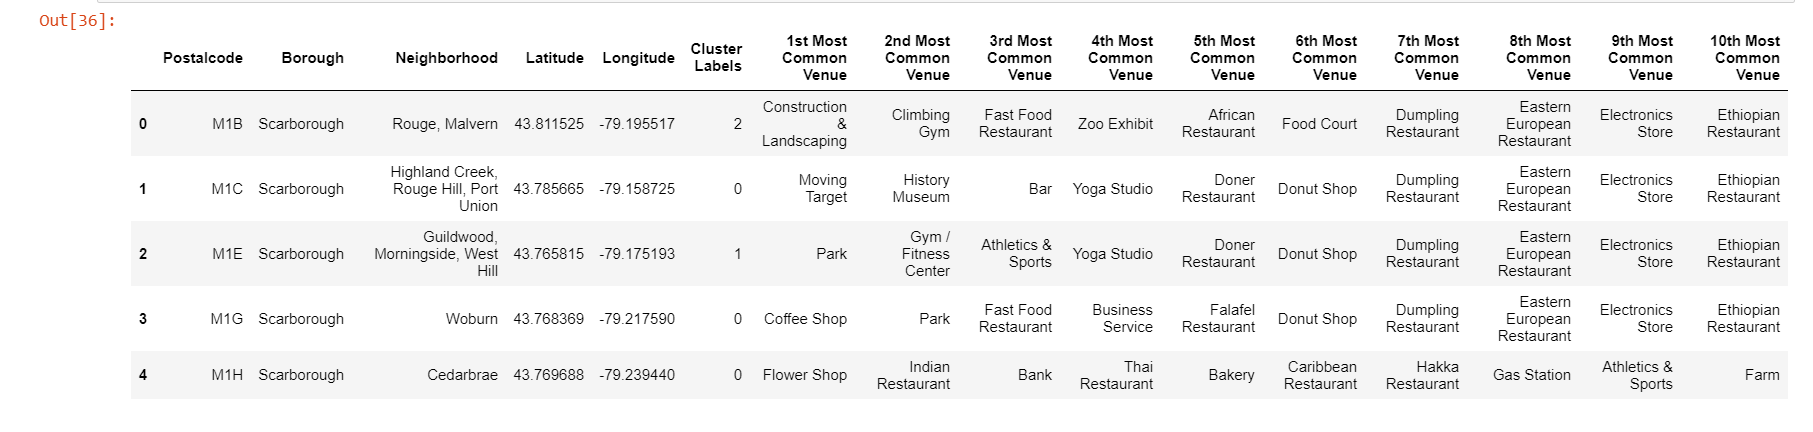 Out[36]:
Postalcode Borough Neighborhood Latitude Longitude Cluster Labels 1st Most Common Venue 2nd Most Common Venue 3rd Most Common Venue 4th Most Common Venue 5th Most Common Venue 6th Most Common Venue 7th Most Common Venue 8th Most Common Venue 9th Most Common Venue 10th Most Common Venue
0 M1B Scarborough Rouge, Malvern 43.811525 -79.195517 2 Construction & Landscaping Climbing Gym Fast Food Restaurant Zoo Exhibit African Restaurant Food Court Dumpling Restaurant Eastern European Restaurant Electronics Store Ethiopian Restaurant
1 M1C Scarborough Highland Creek, Rouge Hill, Port Union 43.785665 -79.158725 0 Moving Target History Museum Bar Yoga Studio Doner Restaurant Donut Shop Dumpling Restaurant Eastern European Restaurant Electronics Store Ethiopian Restaurant
2 M1E Scarborough Guildwood, Morningside, West Hill 43.765815 -79.175193 1 Park Gym / Fitness Center Athletics & Sports Yoga Studio Doner Restaurant Donut Shop Dumpling Restaurant Eastern European Restaurant Electronics Store Ethiopian Restaurant
3 M1G Scarborough Woburn 43.768369 -79.217590 0 Coffee Shop Park Fast Food Restaurant Business Service Falafel Restaurant Donut Shop Dumpling Restaurant Eastern European Restaurant Electronics Store Ethiopian Restaurant
4 M1H Scarborough Cedarbrae 43.769688 -79.239440 0 Flower Shop Indian Restaurant Bank Thai Restaurant Bakery Caribbean Restaurant Hakka Restaurant Gas Station Athletics & Sports Farm